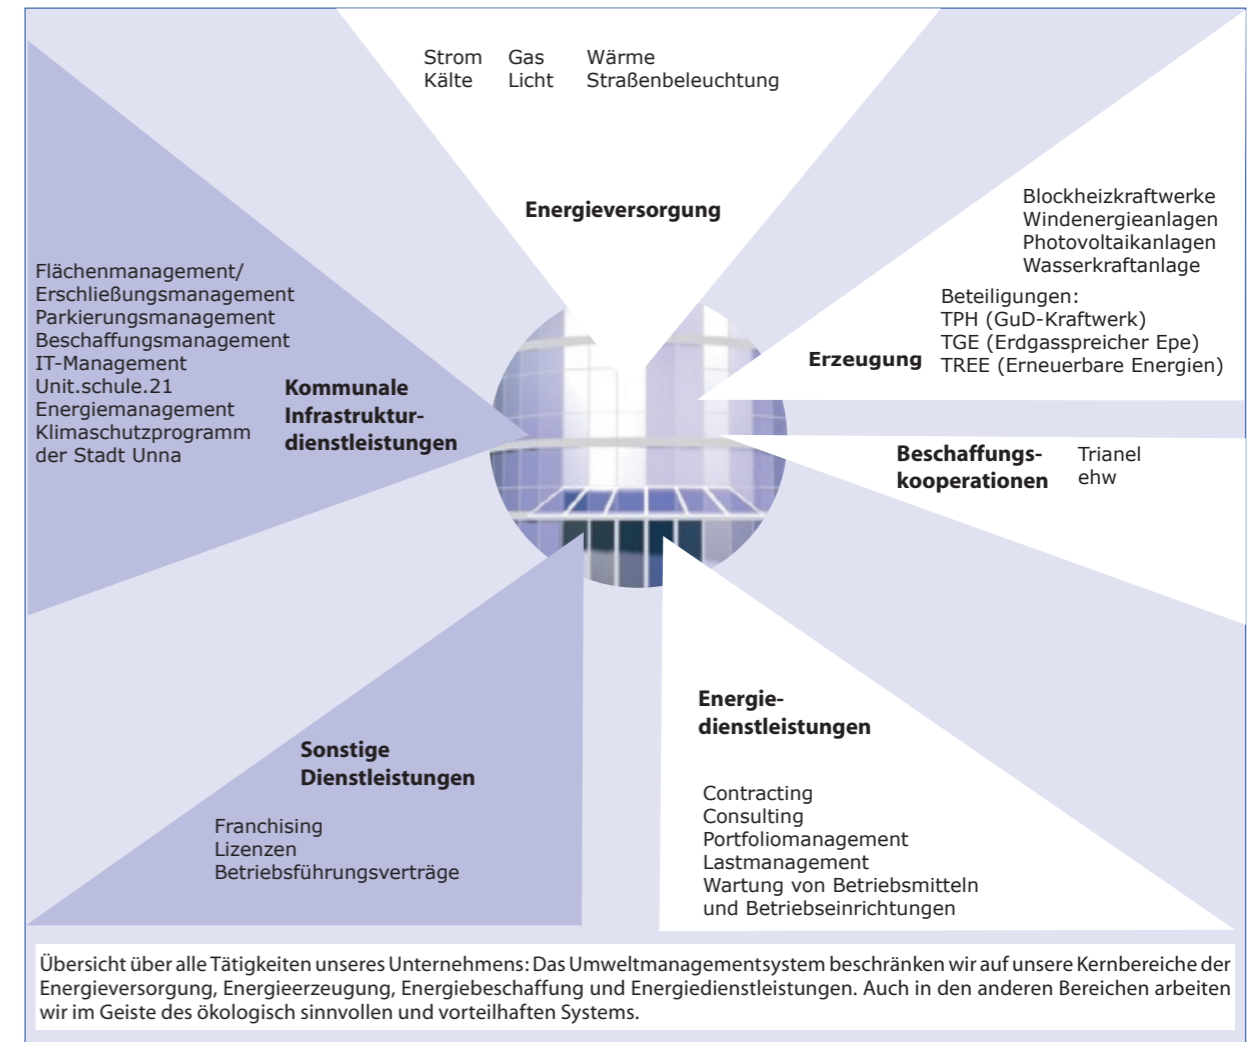 Strom Gas Wärme
Kälte Licht Straßenbeleuchtung
Energieversorgung
Blockheizkraftwerke
Windenergieanlagen
Photovoltaikanlagen
Wasserkraftanlage
Beteiligungen:
TPH (GuD-Kraftwerk)
TGE (Erdgasspreicher Epe)
TREE (Erneuerbare Energien)
Erzeugung
Flächenmanagement/
Erschließungsmanagement
Parkierungsmanagement
Beschaffungsmanagement
IT-Management
Unit.schule.21
Energiemanagement
Klimaschutzprogramm
der Stadt Unna
Kommunale
Infrastruktur-
dienstleistungen
Beschaffungs-
kooperationen
Trianel
ehw
Energie-
dienstleistungen
Contracting
Consulting
Portfoliomanagement
Lastmanagement
Wartung von Betriebsmitteln
und Betriebseinrichtungen
Sonstige
Dienstleistungen
Franchising
Lizenzen
Betriebsführungsverträge
Übersicht über alle Tätigkeiten unseres Unternehmens: Das Umweltmanagementsystem beschränken wir auf unsere Kernbereiche der
Energieversorgung, Energieerzeugung, Energiebeschaffung und Energiedienstleistungen. Auch in den anderen Bereichen arbeiten
wir im Geiste des ökologisch sinnvollen und vorteilhaften Systems.